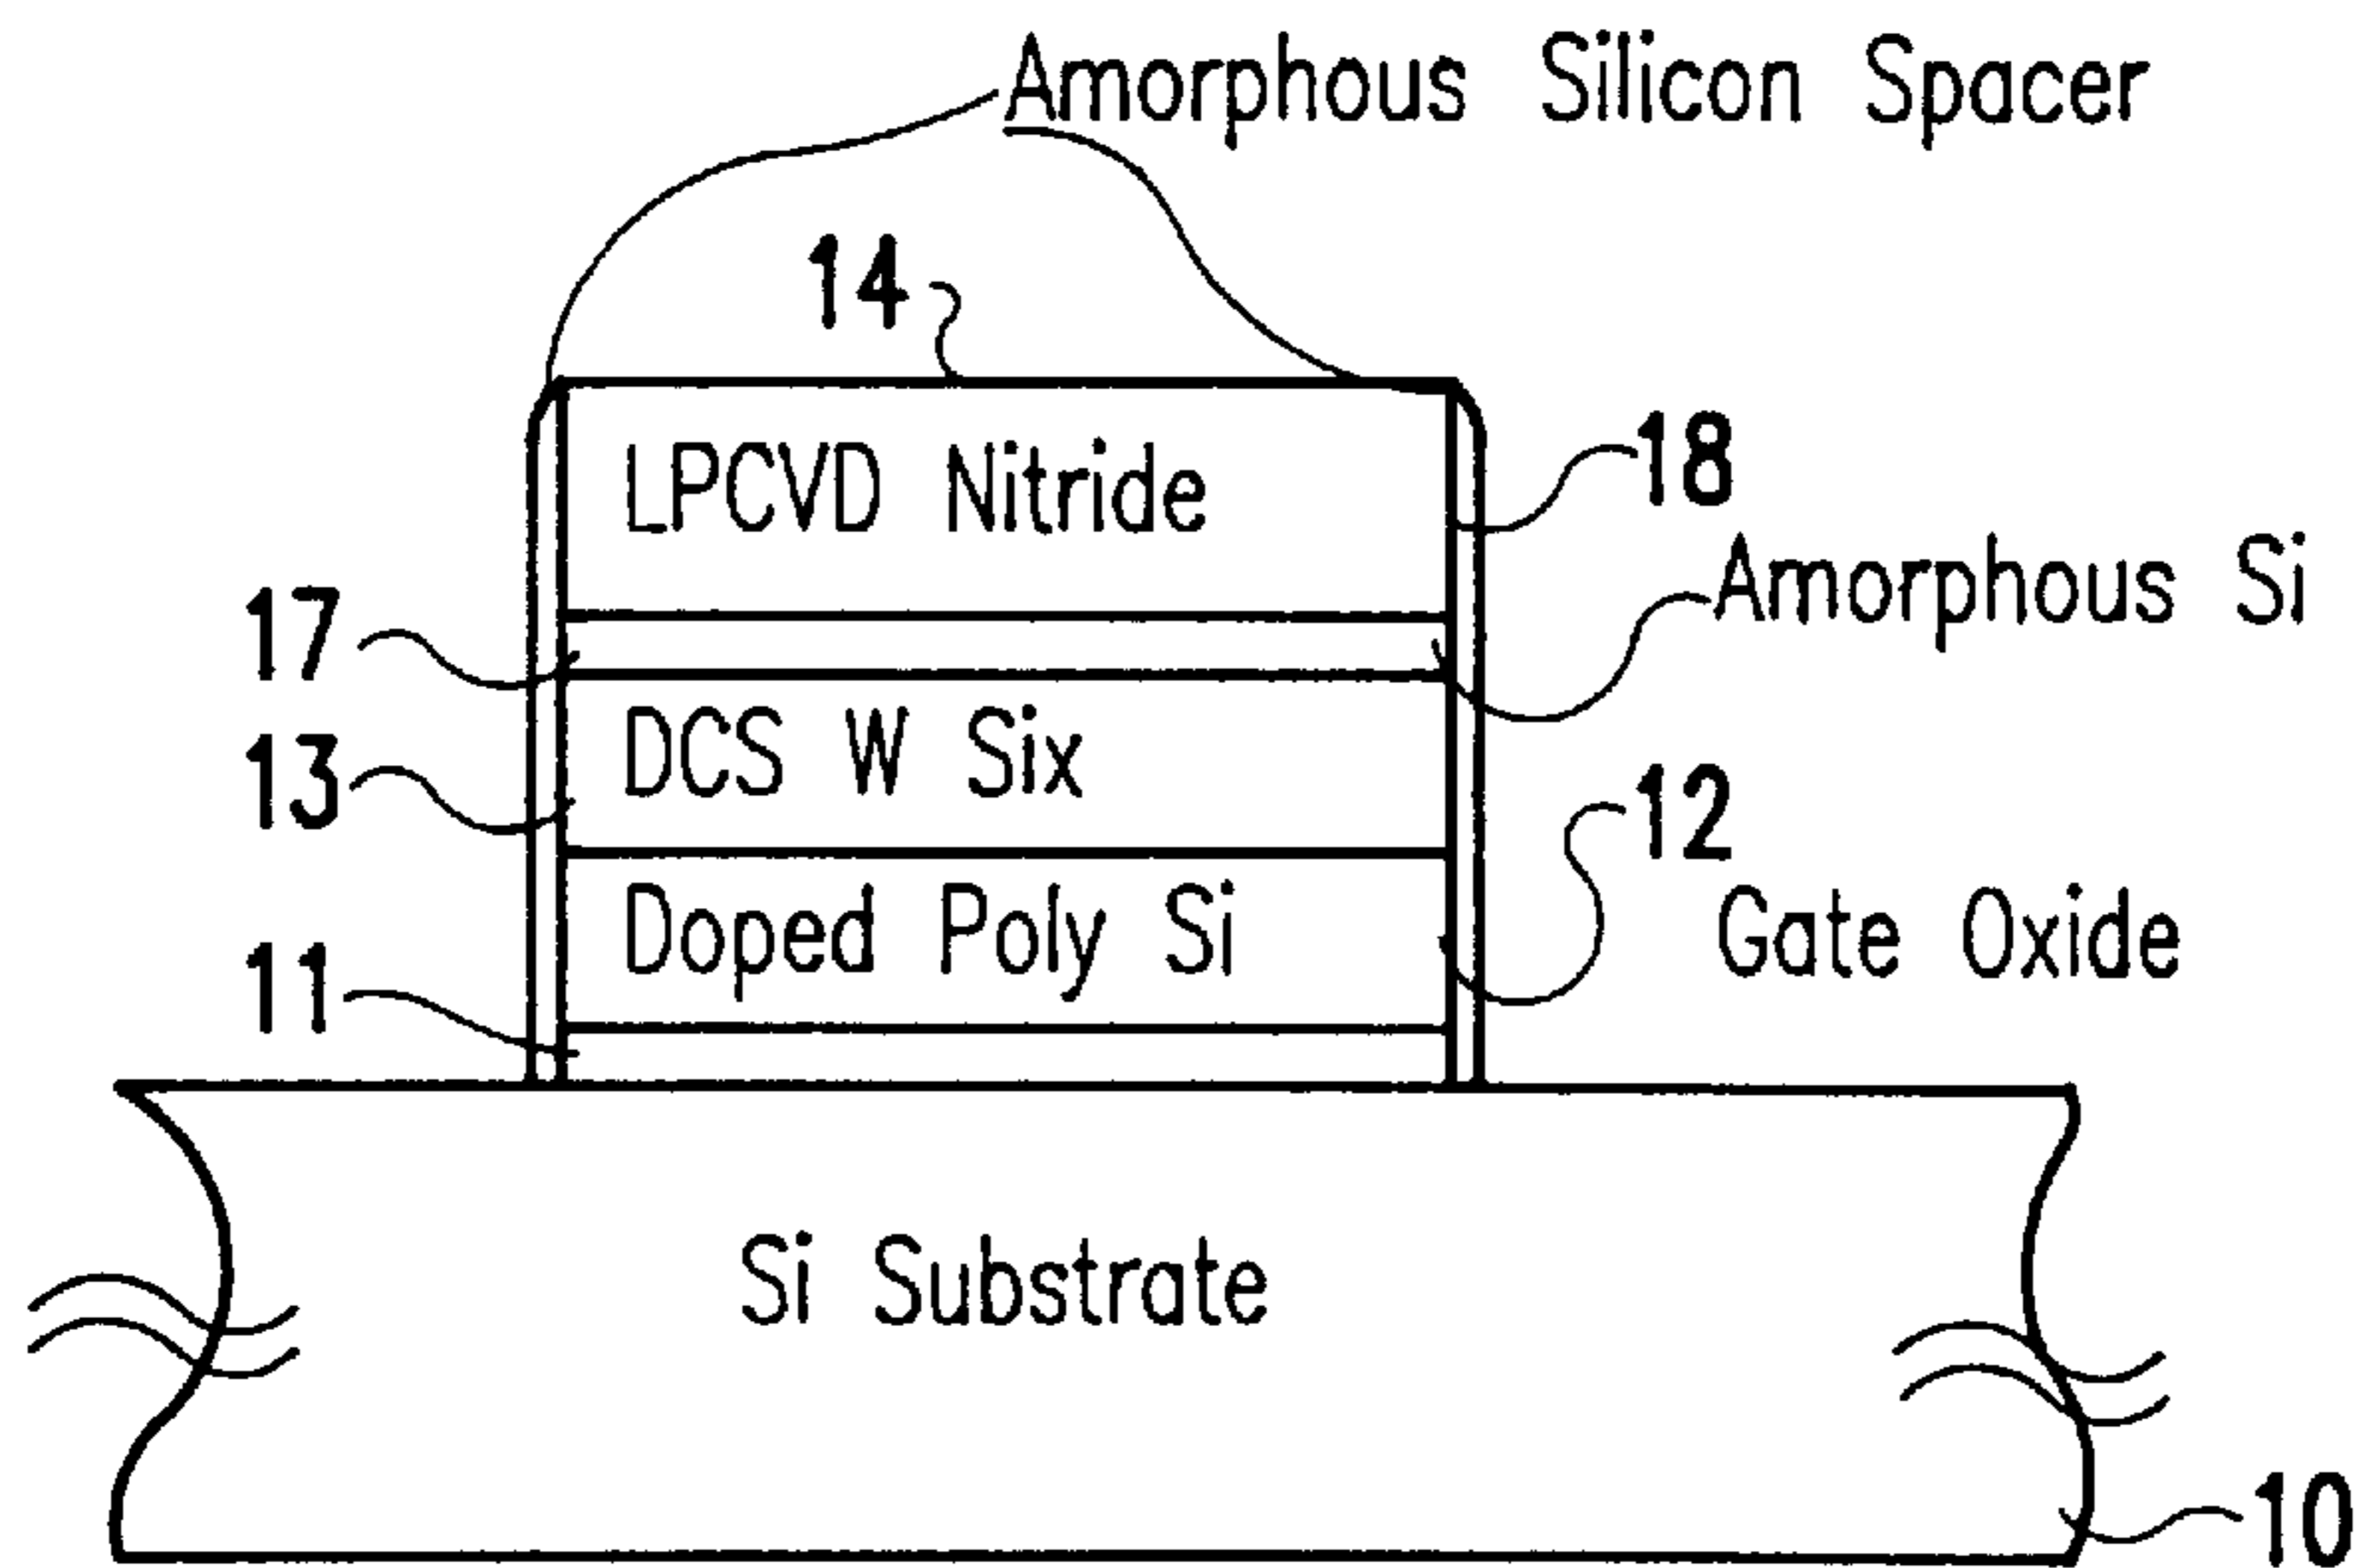 Amorphous Silicon Spacer
14
LPCVD Nitride
18
Amorphous Si
17
DCS W Six
13
12
Doped Poly Si
Gate Oxide
11
Si Substrate
10